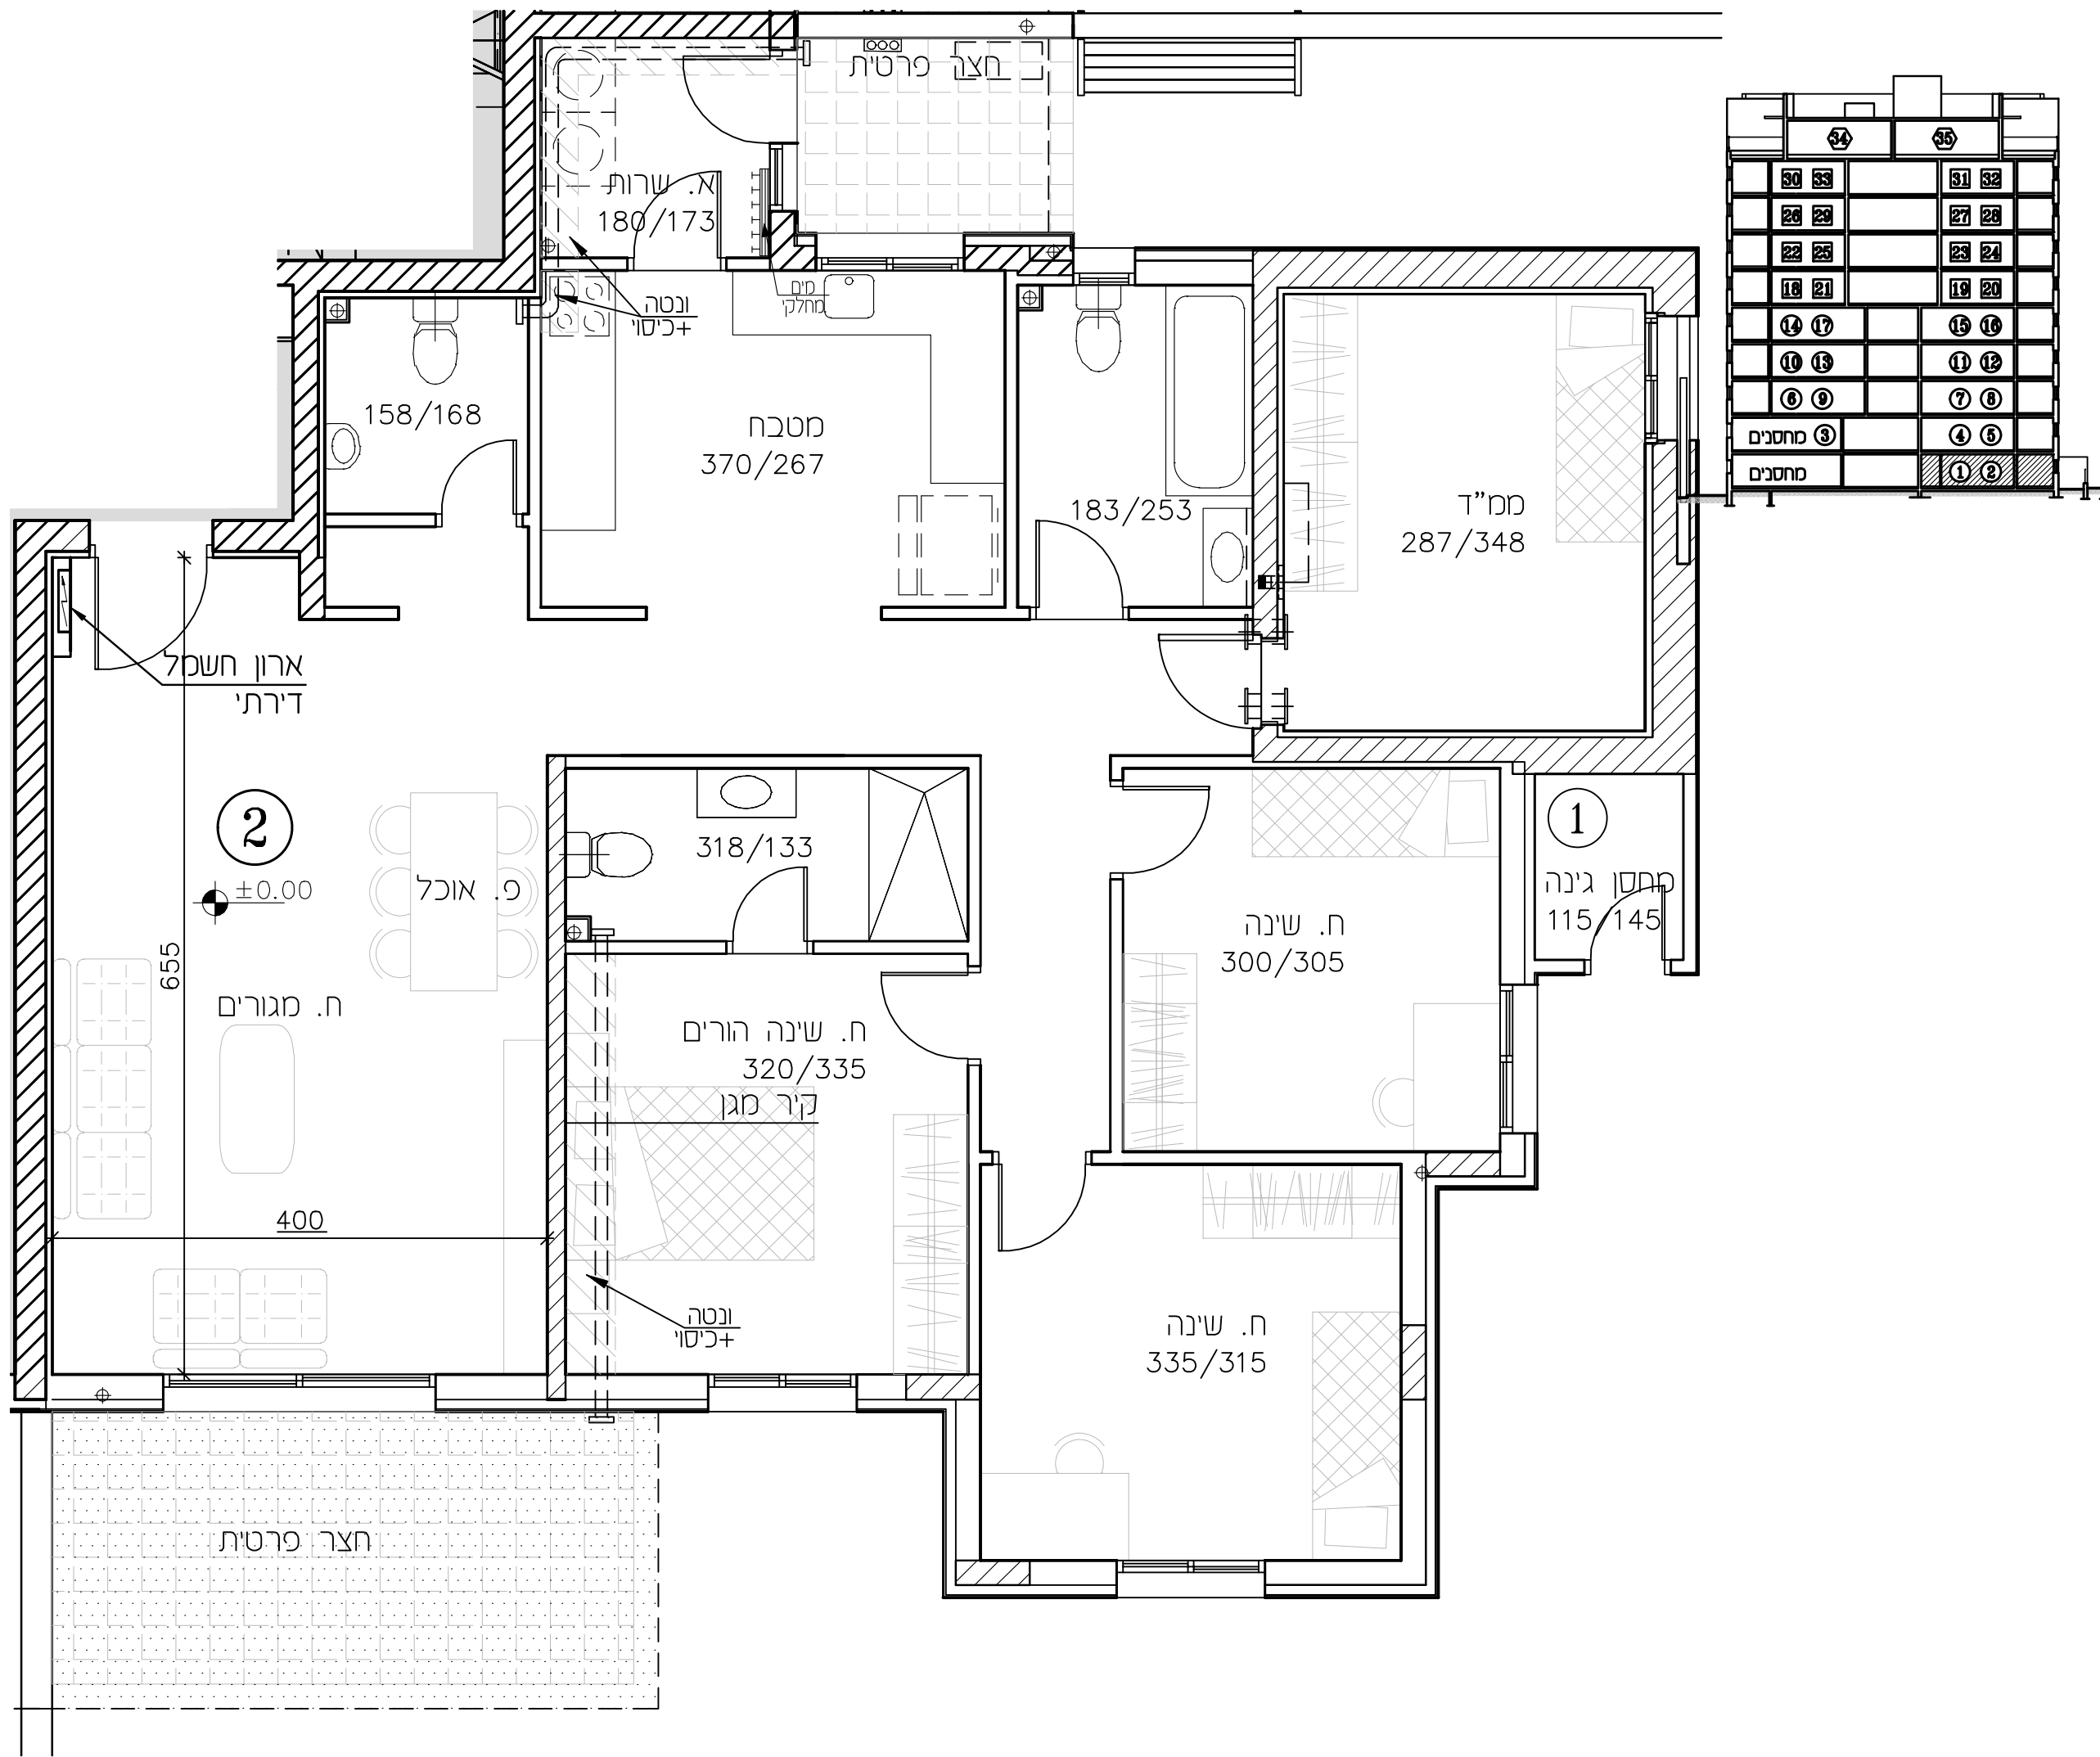 חצר פרטית
א. שרות
180/173
מים
מחלקי
ונטה
כיסוי+
158/168
מטבח
370/267
183/253
ממ"ד
287/348
ארון חשמל
דירתי
2
±0.00
פ. אוכל
318/133
655
ח. מגורים
400
ח. שינה הורים
320/335
קיר מגן
ונטה
כיסוי+
ח. שינה
300/305
1
מחסן גינה
115/145
ח. שינה
335/315
חצר פרטית
34 35
30 33 31 32
26 29 27 28
22 25 23 24
18 21 19 20
14 17 15 16
10 13 11 12
6 9 7 8
מחסנים 3 4 5
מחסנים 1 2